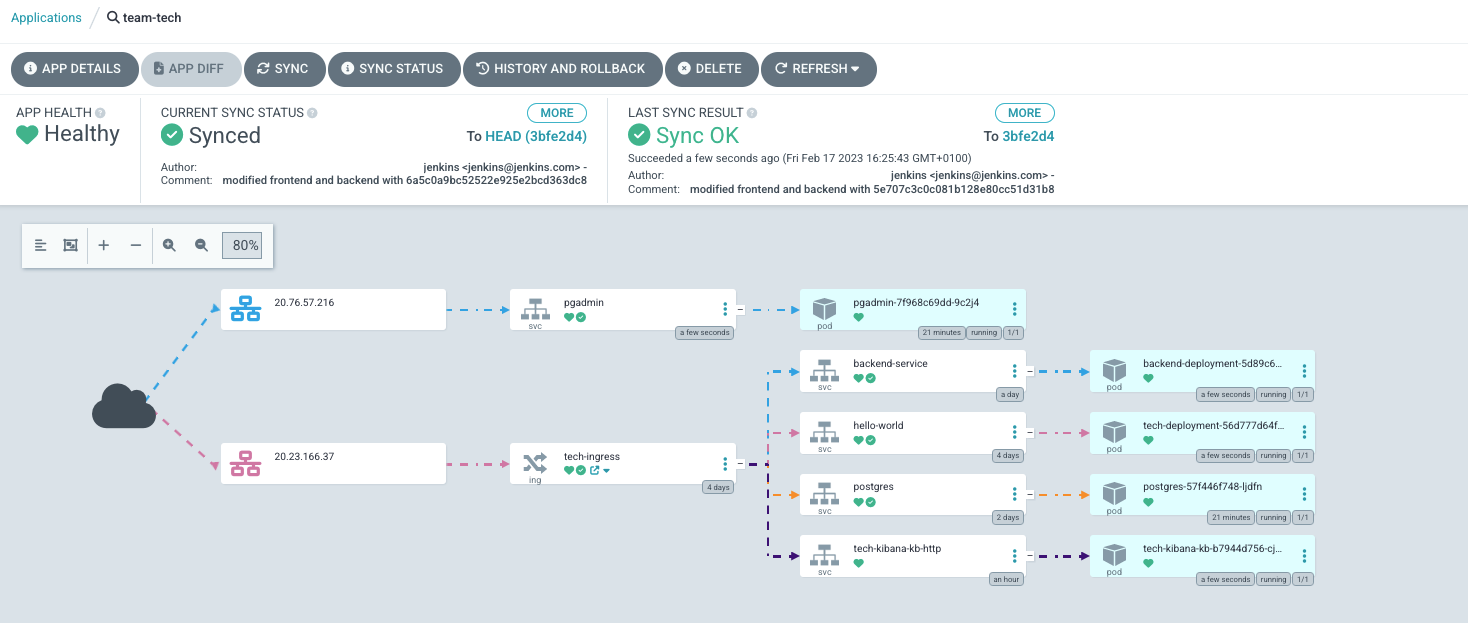 Applications / team-tech
APP DETAILS APP DIFF SYNC SYNC STATUS HISTORY AND ROLLBACK DELETE REFRESH
APP HEALTH
Healthy
CURRENT SYNC STATUS MORE
Synced To HEAD (3bfe2d4)
Author: jenkins <jenkins@jenkins.com> -
Comment: modified frontend and backend with 6a5c0a9bc52522e925e2bcd363dc8
LAST SYNC RESULT MORE
Sync OK To 3bfe2d4
Succeeded a few seconds ago (Fri Feb 17 2023 16:25:43 GMT+0100)
Author: jenkins <jenkins@jenkins.com> -
Comment: modified frontend and backend with 5e707c3c0c081b128e80cc51d31b8
80%
20.76.57.216
pgadmin
svc
a few seconds
pgadmin-7f968c69dd-9c2j4
pod
21 minutes running 1/1
backend-service
svc
a day
backend-deployment-5d89c6...
pod
a few seconds running 1/1
hello-world
svc
4 days
tech-deployment-56d777d64f...
pod
a few seconds running 1/1
20.23.166.37
tech-ingress
ing
4 days
postgres
svc
2 days
postgres-57f446f748-ljdfn
pod
21 minutes running 1/1
tech-kibana-kb-http
svc
an hour
tech-kibana-kb-b7944d756-cj...
pod
a few seconds running 1/1